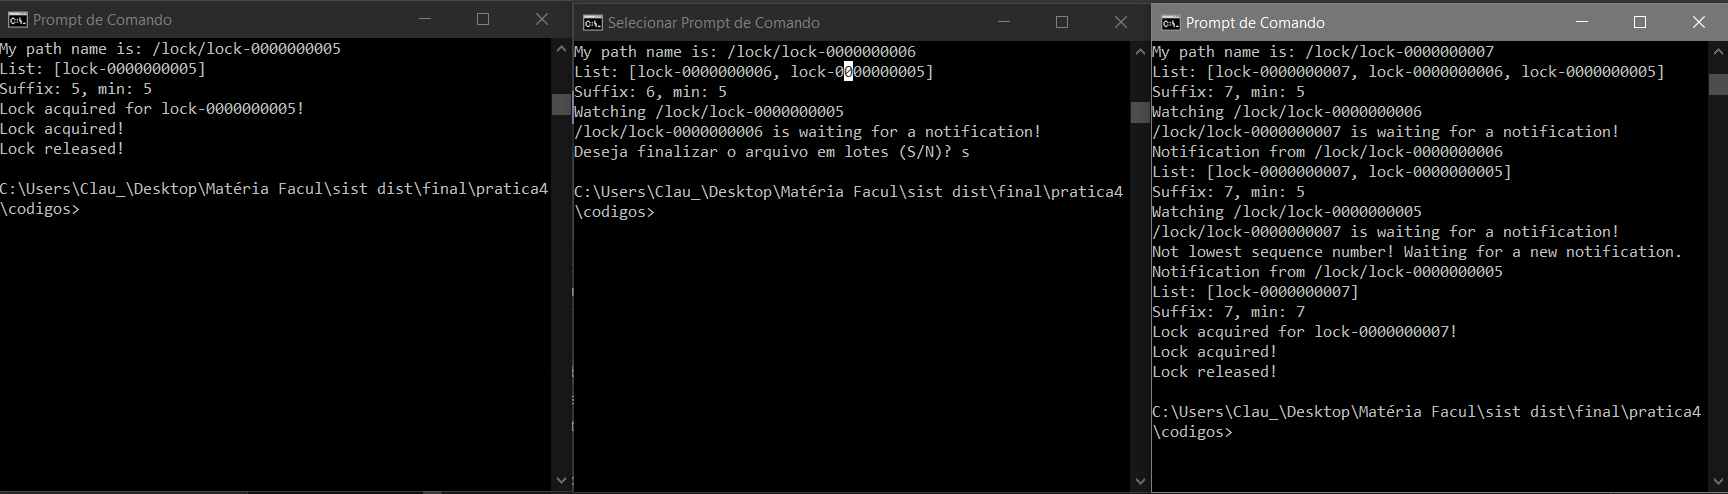 Prompt de Comando
My path name is: /lock/lock-0000000005
List: [lock-0000000005]
Suffix: 5, min: 5
Lock acquired for lock-0000000005!
Lock acquired!
Lock released!
C:\Users\Clau_\Desktop\Matéria Facul\sist dist\final\pratica4
\codigos>
Selecionar Prompt de Comando
My path name is: /lock/lock-0000000006
List: [lock-0000000006, lock-0000000005]
Suffix: 6, min: 5
Watching /lock/lock-0000000005
/lock/lock-0000000006 is waiting for a notification!
Deseja finalizar o arquivo em lotes (S/N)? s
C:\Users\Clau_\Desktop\Matéria Facul\sist dist\final\pratica4
\codigos>
Prompt de Comando
My path name is: /lock/lock-0000000007
List: [lock-0000000007, lock-0000000006, lock-0000000005]
Suffix: 7, min: 5
Watching /lock/lock-0000000006
/lock/lock-0000000007 is waiting for a notification!
Notification from /lock/lock-0000000006
List: [lock-0000000007, lock-0000000005]
Suffix: 7, min: 5
Watching /lock/lock-0000000005
/lock/lock-0000000007 is waiting for a notification!
Not lowest sequence number! Waiting for a new notification.
Notification from /lock/lock-0000000005
List: [lock-0000000007]
Suffix: 7, min: 7
Lock acquired for lock-0000000007!
Lock acquired!
Lock released!
C:\Users\Clau_\Desktop\Matéria Facul\sist dist\final\pratica4
\codigos>